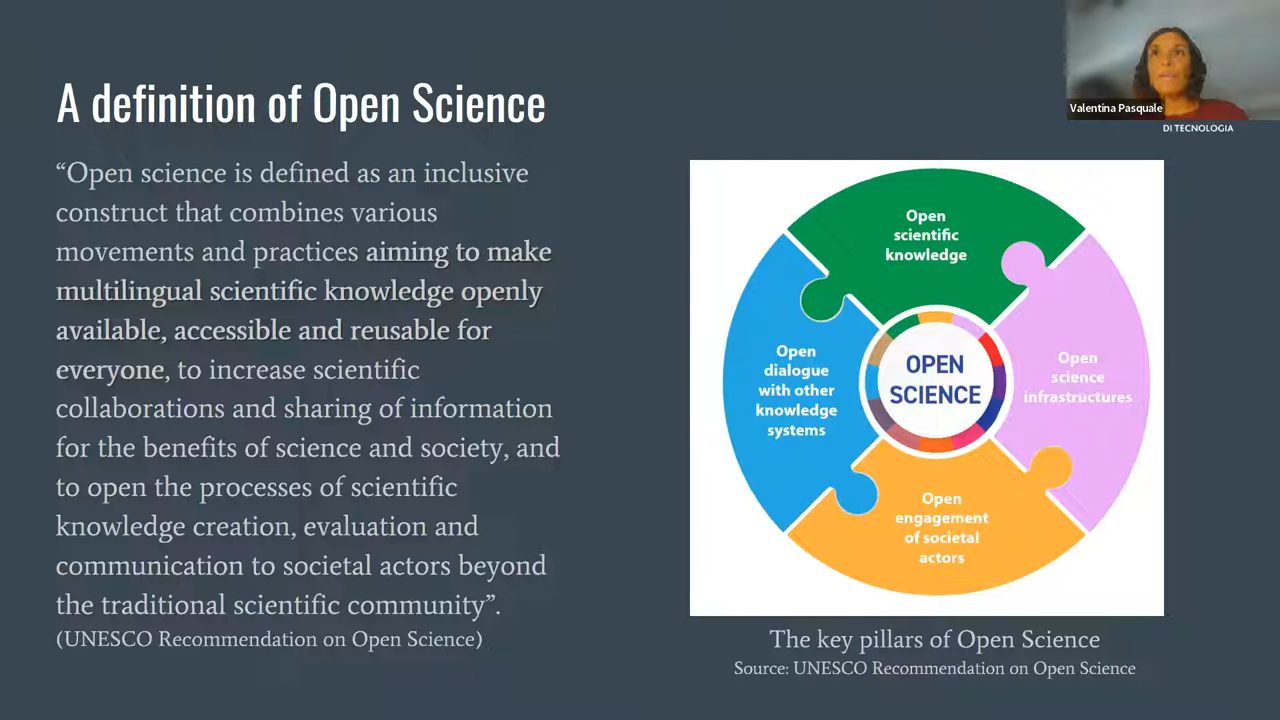 A definition of Open Science
“Open science is defined as an inclusive
construct that combines various
movements and practices aiming to make
multilingual scientific knowledge openly
available, accessible and reusable for
everyone, to increase scientific
collaborations and sharing of information
for the benefits of science and society, and
to open the processes of scientific
knowledge creation, evaluation and
communication to societal actors beyond
the traditional scientific community”.
(UNESCO Recommendation on Open Science)
Valentina Pasquale
DI TECNOLOGIA
Open
scientific
knowledge
Open
dialogue
with other
knowledge
systems
OPEN
SCIENCE
Open
science
infrastructures
Open
engagement
of societal
actors
The key pillars of Open Science
Source: UNESCO Recommendation on Open Science